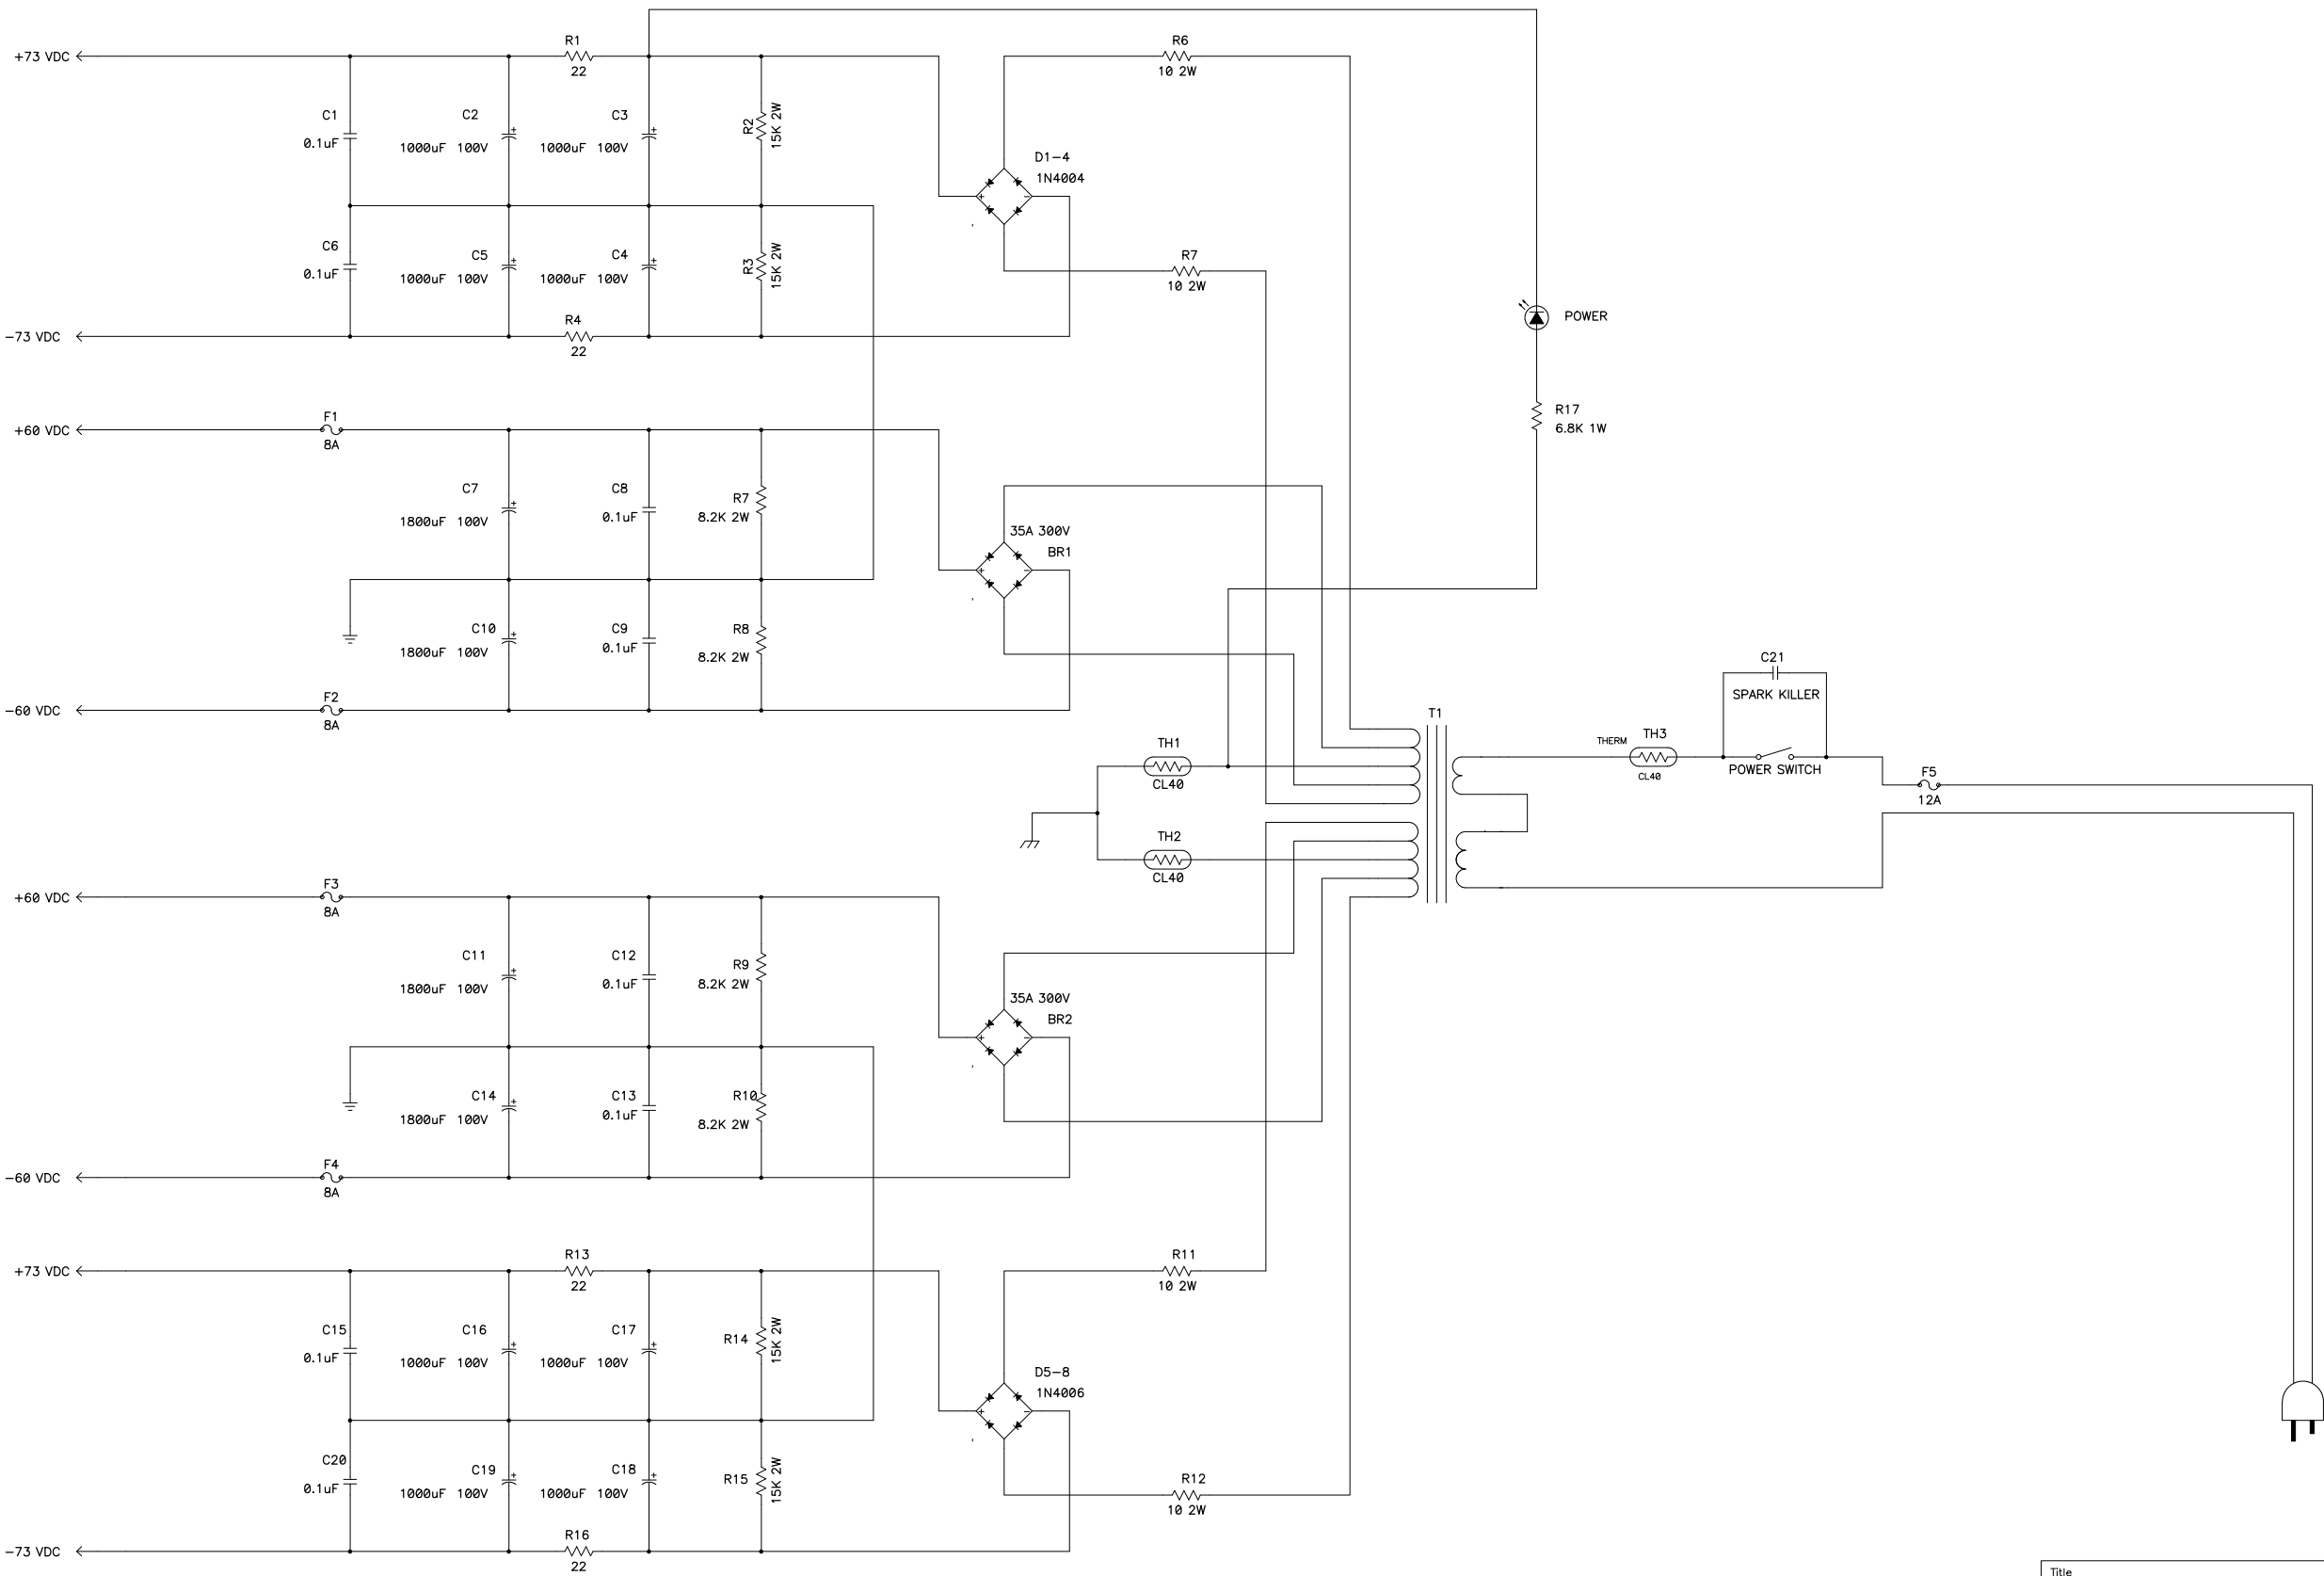 +73 VDC
R1
22
C1
0.1uF
C2
1000uF 100V
C3
1000uF 100V
R2
15K 2W
D1-4
1N4004
R6
10 2W
C6
0.1uF
C5
1000uF 100V
C4
1000uF 100V
R3
15K 2W
R7
10 2W
-73 VDC
R4
22
POWER
R17
6.8K 1W
+60 VDC
F1
8A
C7
1800uF 100V
C8
0.1uF
R7
8.2K 2W
35A 300V
BR1
C10
1800uF 100V
C9
0.1uF
R8
8.2K 2W
-60 VDC
F2
8A
TH1
CL40
TH2
CL40
T1
THERM
TH3
CL40
C21
SPARK KILLER
POWER SWITCH
F5
12A
+60 VDC
F3
8A
C11
1800uF 100V
C12
0.1uF
R9
8.2K 2W
35A 300V
BR2
C14
1800uF 100V
C13
0.1uF
R10
8.2K 2W
-60 VDC
F4
8A
+73 VDC
R13
22
R11
10 2W
C15
0.1uF
C16
1000uF 100V
C17
1000uF 100V
R14
15K 2W
D5-8
1N4006
C20
0.1uF
C19
1000uF 100V
C18
1000uF 100V
R15
15K 2W
R12
10 2W
-73 VDC
R16
22
Title